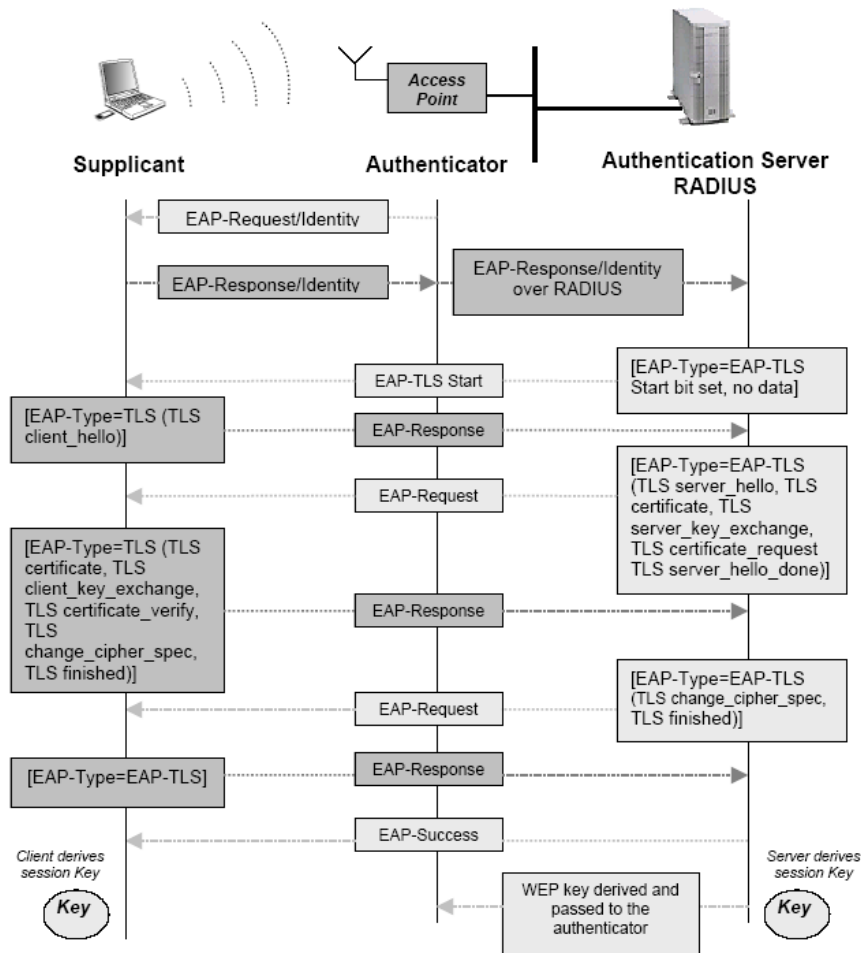 Access
Point
Supplicant
Authenticator
Authentication Server
RADIUS
EAP-Request/Identity
EAP-Response/Identity
EAP-Response/Identity
over RADIUS
EAP-TLS Start
[EAP-Type=EAP-TLS
Start bit set, no data]
[EAP-Type=TLS (TLS
client_hello)]
EAP-Response
EAP-Request
[EAP-Type=EAP-TLS
(TLS server_hello, TLS
certificate, TLS
server_key_exchange,
TLS certificate_request
TLS server_hello_done)]
[EAP-Type=TLS (TLS
certificate, TLS
client_key_exchange,
TLS certificate_verify,
TLS
change_cipher_spec,
TLS finished)]
EAP-Response
EAP-Request
[EAP-Type=EAP-TLS
(TLS change_cipher_spec,
TLS finished)]
[EAP-Type=EAP-TLS]
EAP-Response
EAP-Success
Client derives
session Key
Key
WEP key derived and
passed to the
authenticator
Server derives
session Key
Key